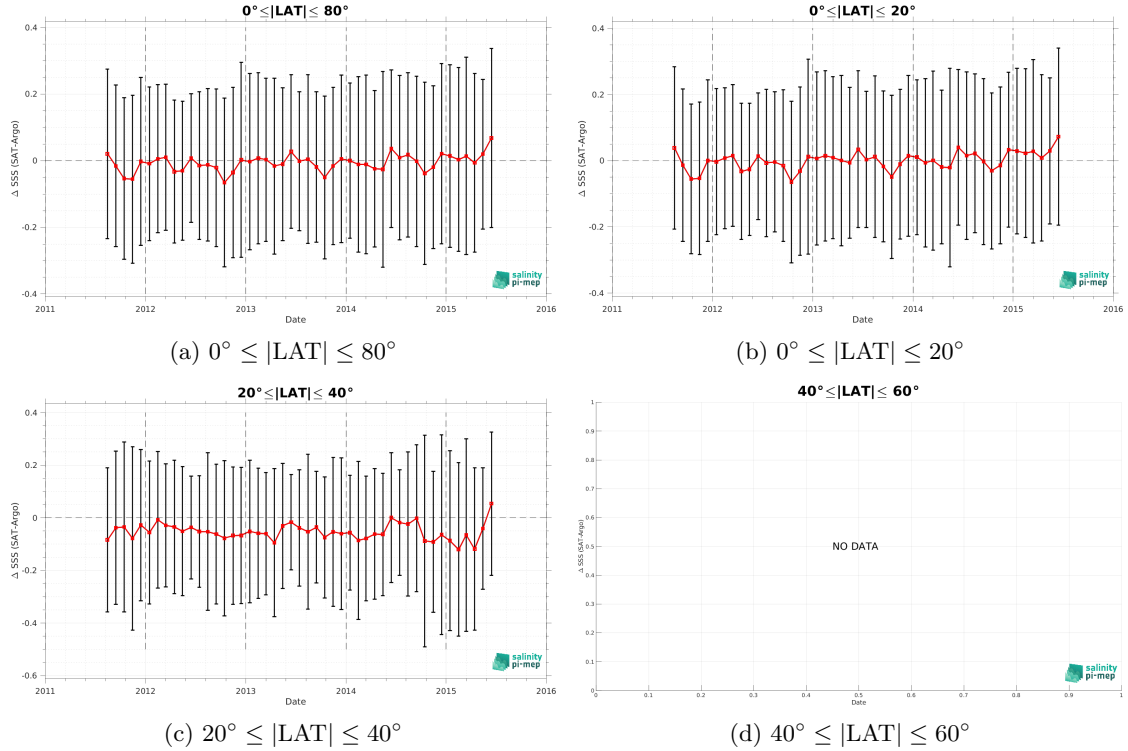 0°≤|LAT|≤ 80°
0.4
0.2
0
-0.2
-0.4
Δ SSS (SAT-Argo)
2011 2012 2013 2014 2015 2016
Date
salinity
pi-mep
(a) 0° ≤ |LAT| ≤ 80°
0°≤|LAT|≤ 20°
0.4
0.2
0
-0.2
-0.4
Δ SSS (SAT-Argo)
2011 2012 2013 2014 2015 2016
Date
salinity
pi-mep
(b) 0° ≤ |LAT| ≤ 20°
20°≤|LAT|≤ 40°
0.4
0.2
0
-0.2
-0.4
-0.6
Δ SSS (SAT-Argo)
2011 2012 2013 2014 2015 2016
Date
salinity
pi-mep
(c) 20° ≤ |LAT| ≤ 40°
40°≤|LAT|≤ 60°
1
0.9
0.8
0.7
0.6
0.5
0.4
0.3
0.2
0.1
0
Δ SSS (SAT-Argo)
NO DATA
0 0.1 0.2 0.3 0.4 0.5 0.6 0.7 0.8 0.9 1
Date
salinity
pi-mep
(d) 40° ≤ |LAT| ≤ 60°